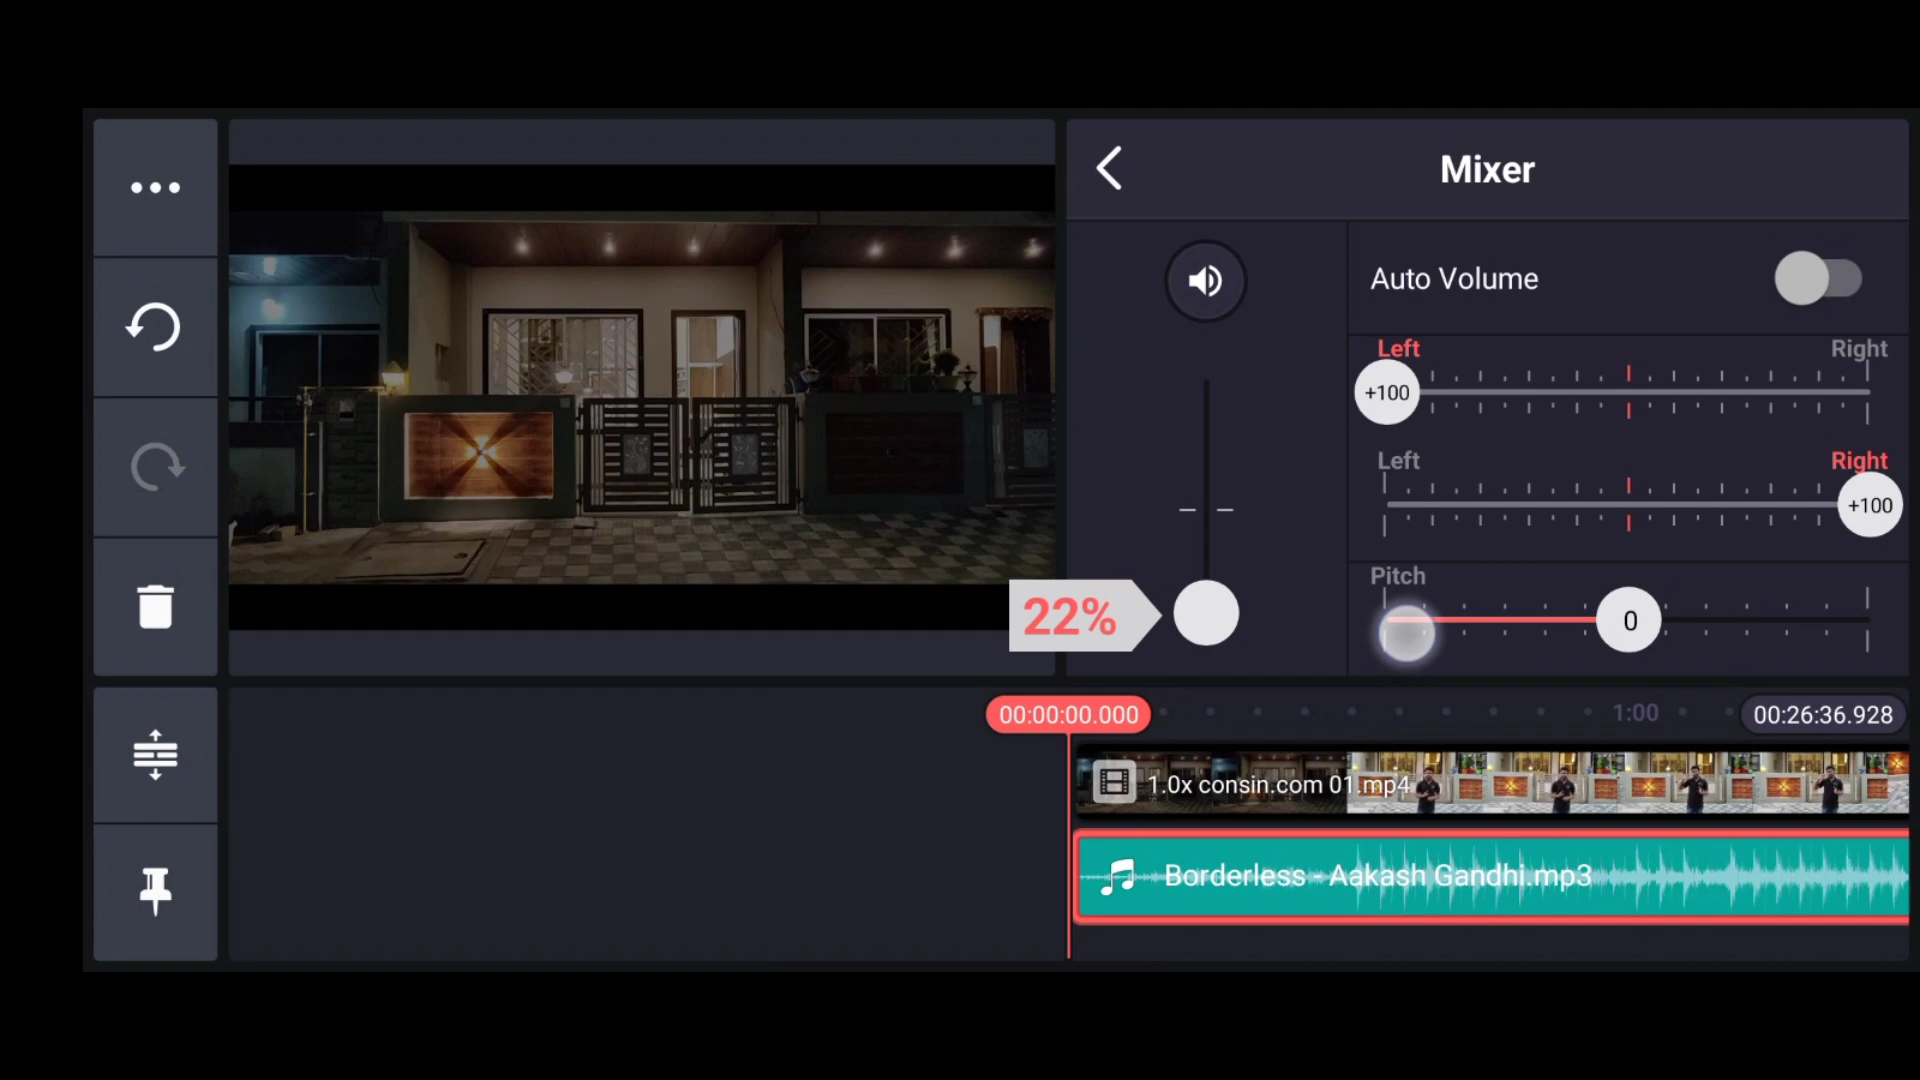 Mixer
Auto Volume
Left
Right
+100
Left
Right
+100
Pitch
0
22%
00:00:00.000
1:00
00:26:36.928
1.0x consin.com 01.mp4
Borderless - Aakash Gandhi.mp3